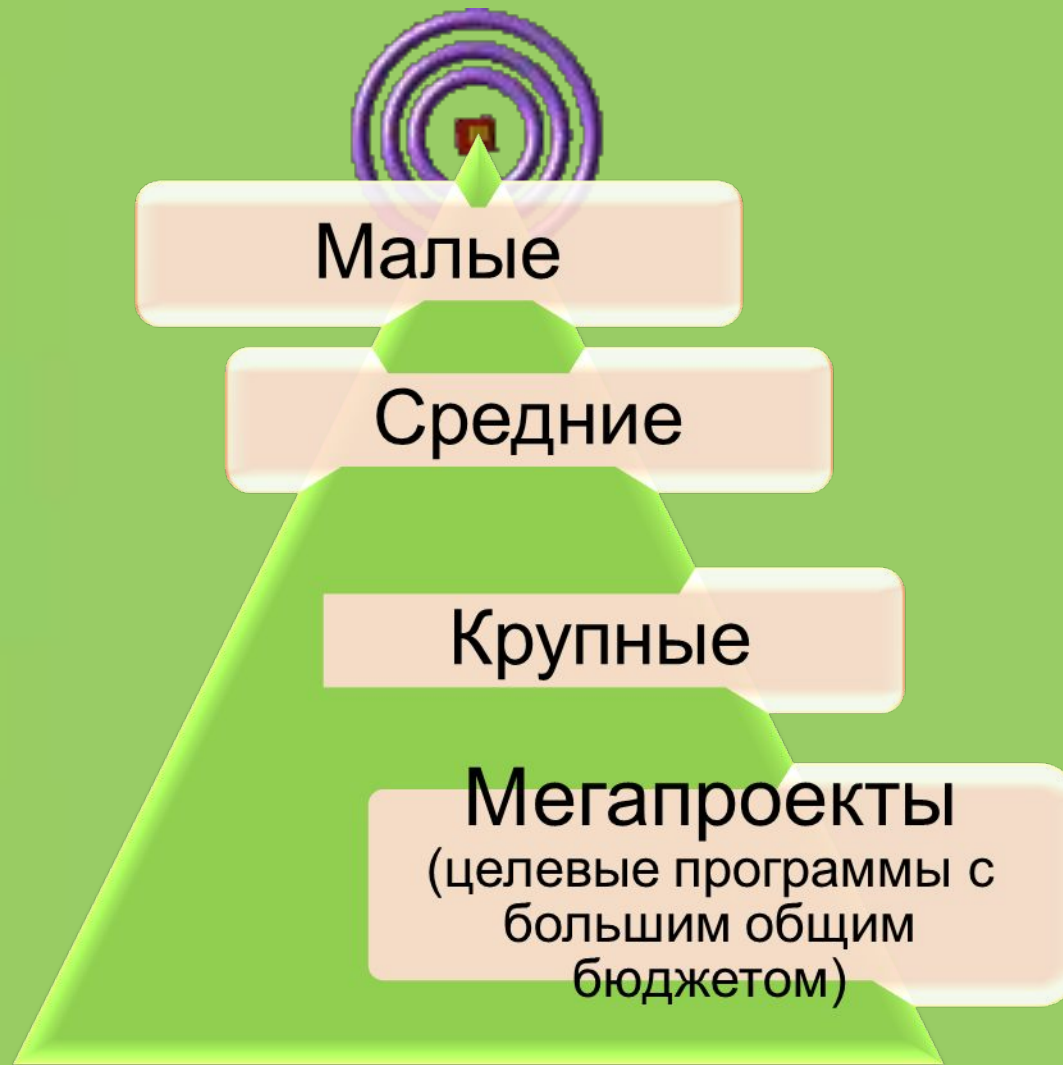 Малые
Средние
Крупные
Мегапроекты
(целевые программы с
большим общим
бюджетом)